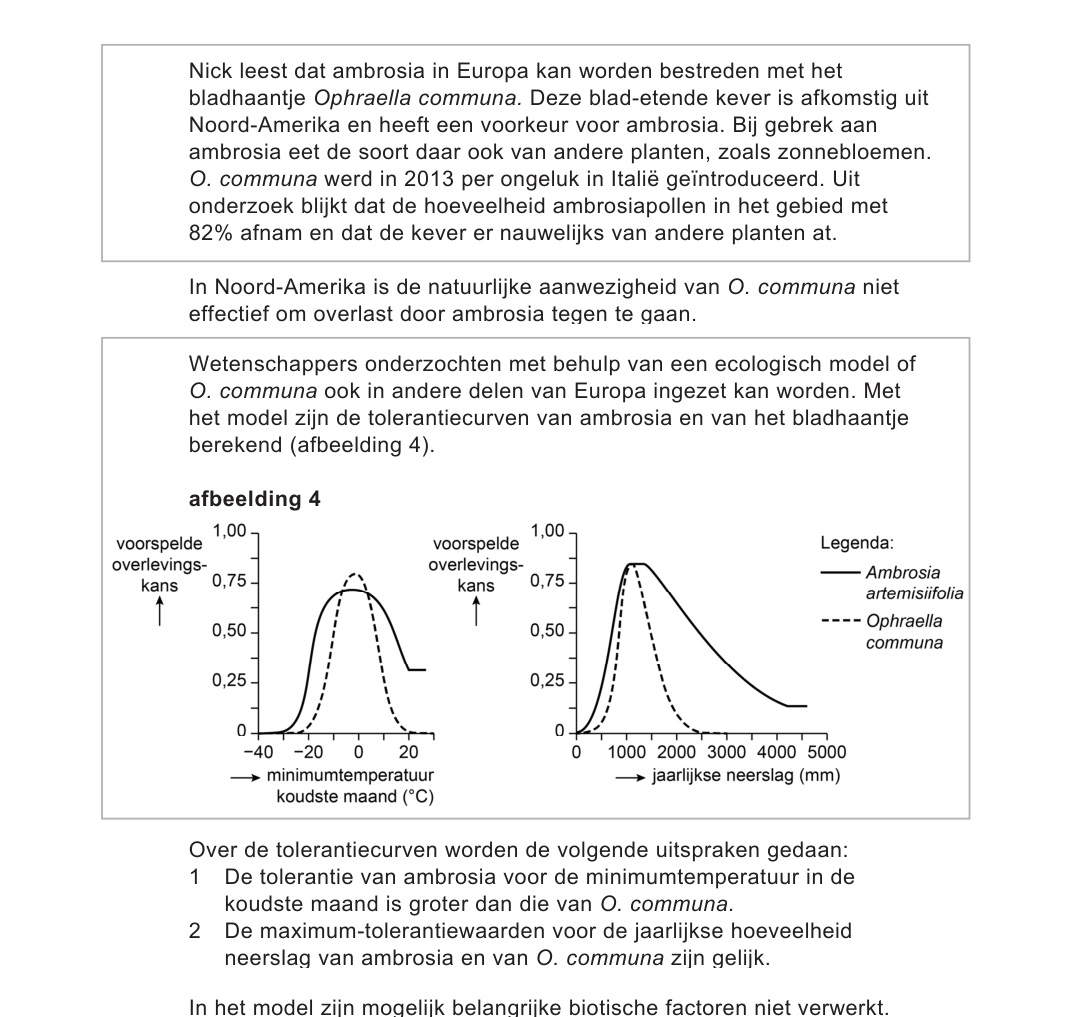 Nick leest dat ambrosia in Europa kan worden bestreden met het
bladhaantje Ophraella communa. Deze blad-etende kever is afkomstig uit
Noord-Amerika en heeft een voorkeur voor ambrosia. Bij gebrek aan
ambrosia eet de soort daar ook van andere planten, zoals zonnebloemen.
O. communa werd in 2013 per ongeluk in Italië geïntroduceerd. Uit
onderzoek blijkt dat de hoeveelheid ambrosiapollen in het gebied met
82% afnam en dat de kever er nauwelijks van andere planten at.
In Noord-Amerika is de natuurlijke aanwezigheid van O. communa niet
effectief om overlast door ambrosia tegen te gaan.
Wetenschappers onderzochten met behulp van een ecologisch model of
O. communa ook in andere delen van Europa ingezet kan worden. Met
het model zijn de tolerantiecurven van ambrosia en van het bladhaantje
berekend (afbeelding 4).
afbeelding 4
voorspelde
overlevings-
kans
1,00
0,75
0,50
0,25
0
−40 −20 0 20
minimumtemperatuur
koudste maand (°C)
voorspelde
overlevings-
kans
1,00
0,75
0,50
0,25
0
0 1000 2000 3000 4000 5000
jaarlijkse neerslag (mm)
Legenda:
Ambrosia
artemisiifolia
Ophraella
communa
Over de tolerantiecurven worden de volgende uitspraken gedaan:
1 De tolerantie van ambrosia voor de minimumtemperatuur in de
koudste maand is groter dan die van O. communa.
2 De maximum-tolerantiewaarden voor de jaarlijkse hoeveelheid
neerslag van ambrosia en van O. communa zijn gelijk.
In het model zijn mogelijk belangrijke biotische factoren niet verwerkt.